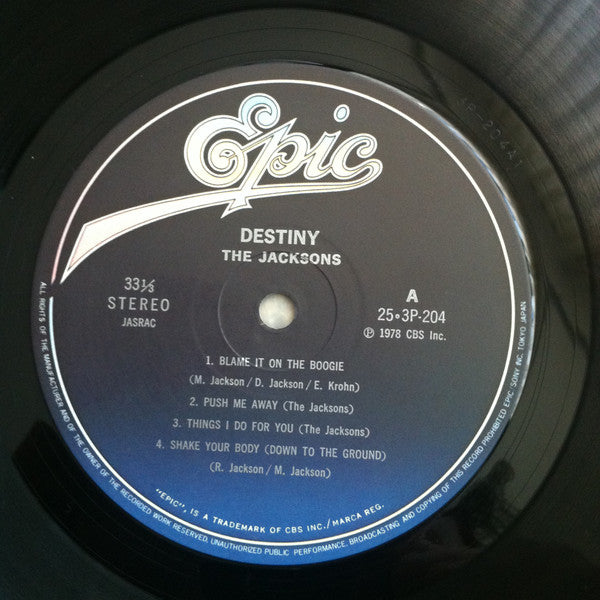 Epic
DESTINY
THE JACKSONS
33⅓
STEREO
JASRAC
A
25•3P-204
Ⓟ 1978 CBS Inc.
1. BLAME IT ON THE BOOGIE
(M. Jackson / D. Jackson / E. Krohn)
2. PUSH ME AWAY (The Jacksons)
3. THINGS I DO FOR YOU (The Jacksons)
4. SHAKE YOUR BODY (DOWN TO THE GROUND)
(R. Jackson / M. Jackson)
"EPIC", IS A TRADEMARK OF CBS INC./MARCA REG.
ALL RIGHTS OF THE MANUFACTURER AND OF THE OWNER OF THE RECORDED WORK RESERVED. UNAUTHORIZED PUBLIC PERFORMANCE. BROADCASTING AND COPYING OF THIS RECORD PROHIBITED EPIC/SONY INC. TOKYO JAPAN